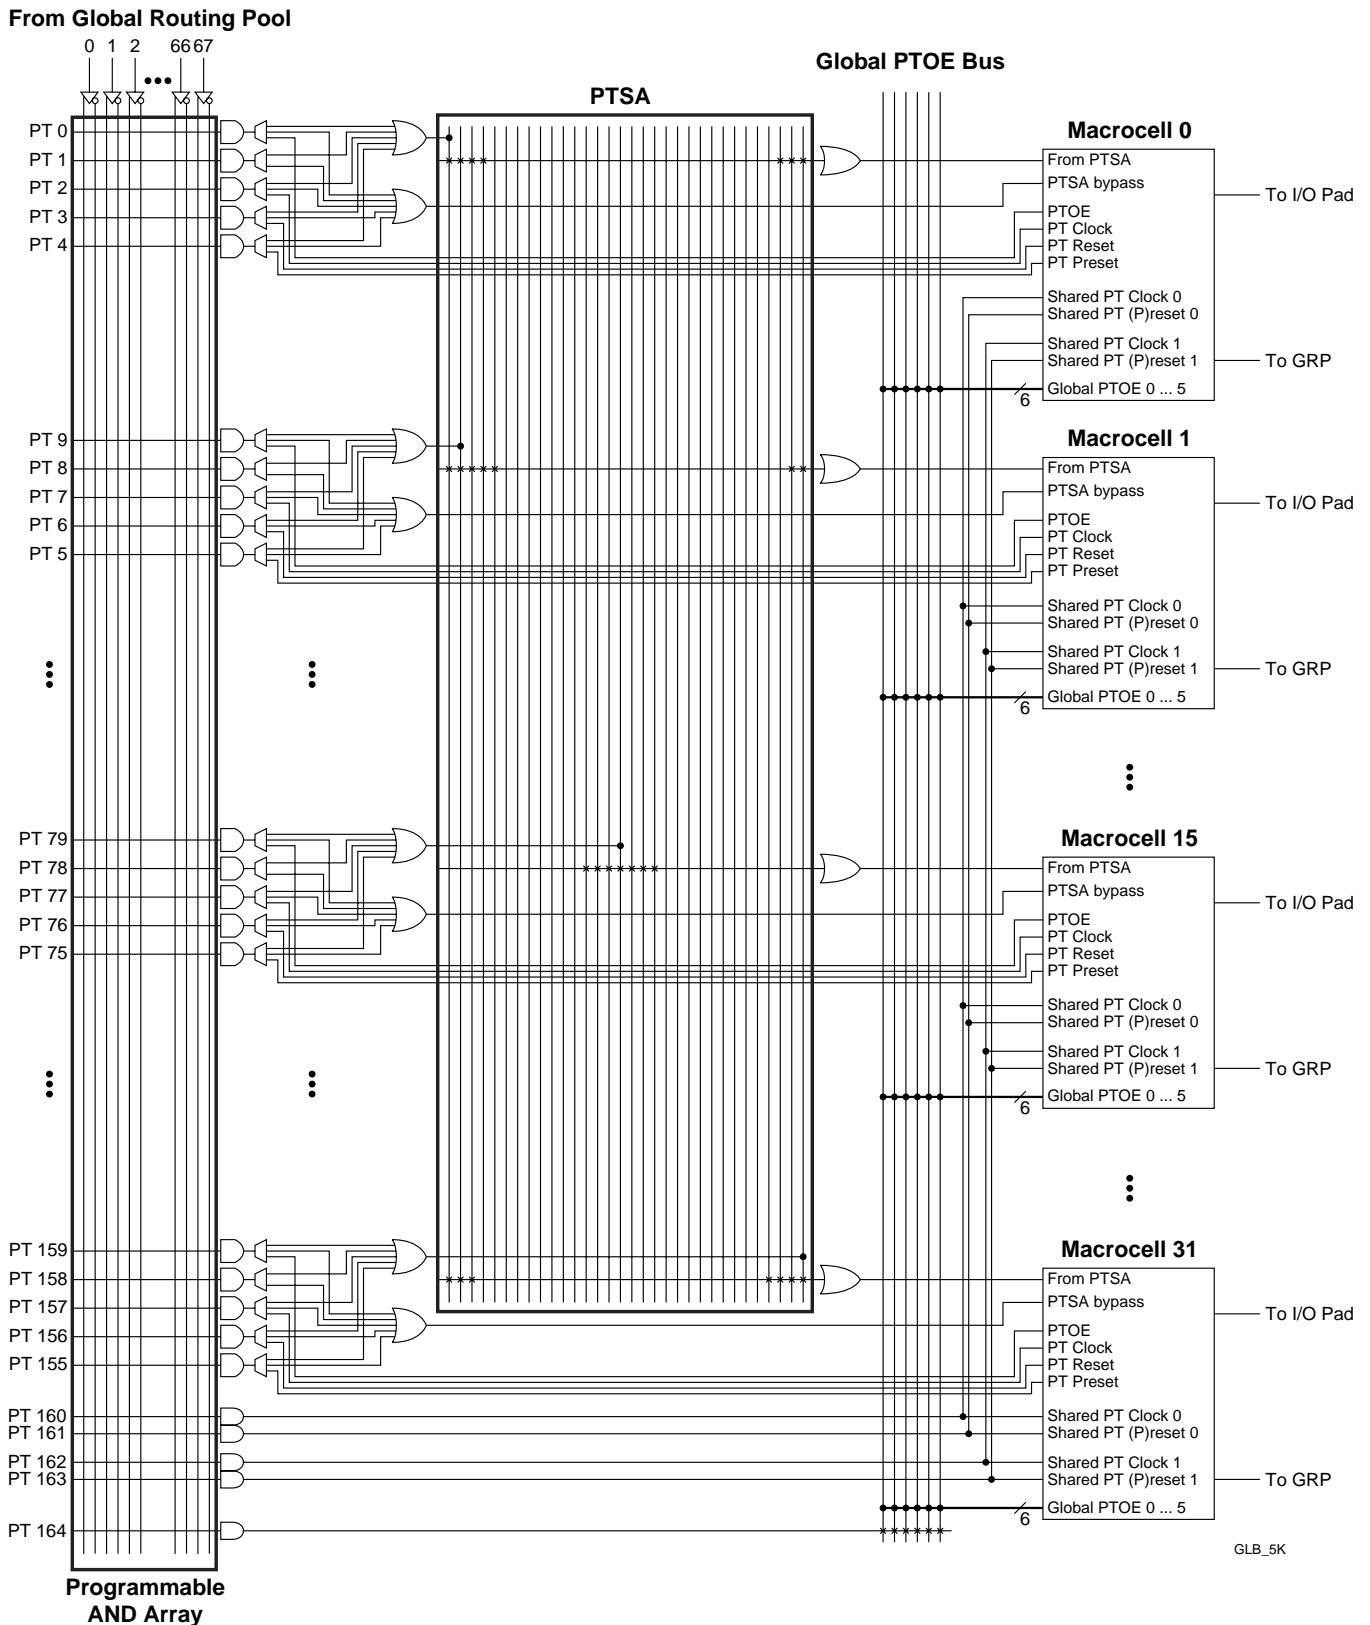 From Global Routing Pool
0 1 2 66 67
Global PTOE Bus
PTSA
PT 0
PT 1
PT 2
PT 3
PT 4
Macrocell 0
From PTSA
PTSA bypass
PTOE
PT Clock
PT Reset
PT Preset
Shared PT Clock 0
Shared PT (P)reset 0
Shared PT Clock 1
Shared PT (P)reset 1
Global PTOE 0 ... 5
6
To I/O Pad
To GRP
PT 9
PT 8
PT 7
PT 6
PT 5
Macrocell 1
From PTSA
PTSA bypass
PTOE
PT Clock
PT Reset
PT Preset
Shared PT Clock 0
Shared PT (P)reset 0
Shared PT Clock 1
Shared PT (P)reset 1
Global PTOE 0 ... 5
6
To I/O Pad
To GRP
PT 79
PT 78
PT 77
PT 76
PT 75
Macrocell 15
From PTSA
PTSA bypass
PTOE
PT Clock
PT Reset
PT Preset
Shared PT Clock 0
Shared PT (P)reset 0
Shared PT Clock 1
Shared PT (P)reset 1
Global PTOE 0 ... 5
6
To I/O Pad
To GRP
PT 159
PT 158
PT 157
PT 156
PT 155
PT 160
PT 161
PT 162
PT 163
PT 164
Macrocell 31
From PTSA
PTSA bypass
PTOE
PT Clock
PT Reset
PT Preset
Shared PT Clock 0
Shared PT (P)reset 0
Shared PT Clock 1
Shared PT (P)reset 1
Global PTOE 0 ... 5
6
To I/O Pad
To GRP
GLB_5K
Programmable
AND Array